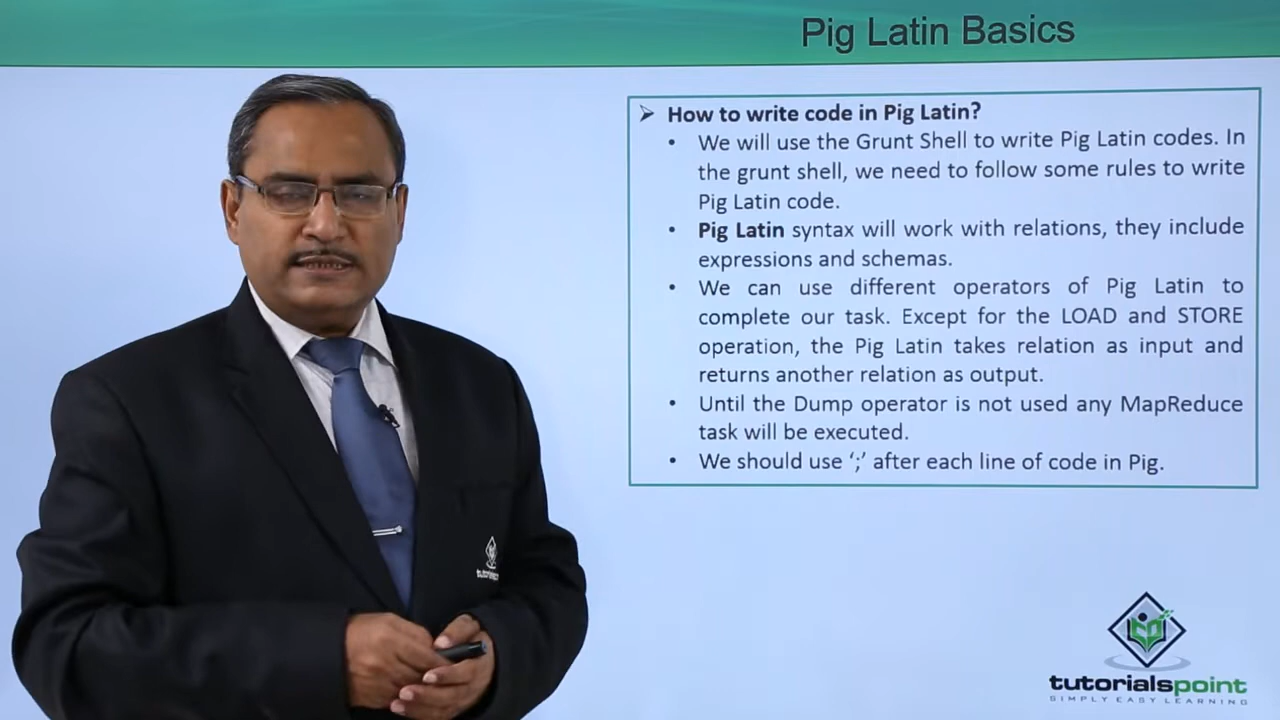 Pig Latin Basics
➢ How to write code in Pig Latin?
• We will use the Grunt Shell to write Pig Latin codes. In
the grunt shell, we need to follow some rules to write
Pig Latin code.
• Pig Latin syntax will work with relations, they include
expressions and schemas.
• We can use different operators of Pig Latin to
complete our task. Except for the LOAD and STORE
operation, the Pig Latin takes relation as input and
returns another relation as output.
• Until the Dump operator is not used any MapReduce
task will be executed.
• We should use ‘;’ after each line of code in Pig.
tutorialspoint
SIMPLY EASY LEARNING